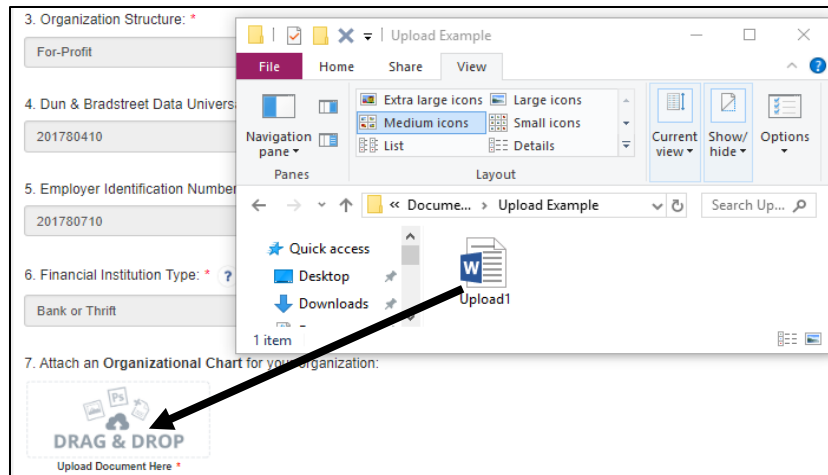 3. Organization Structure: *
For-Profit
4. Dun & Bradstreet Data Univers
201780410
5. Employer Identification Number
201780710
6. Financial Institution Type: * ?
Bank or Thrift
7. Attach an Organizational Chart for your organization:
Ps
DRAG & DROP
Upload Document Here *
Upload Example
File Home Share View ?
Navigation pane
Panes
Extra large icons Large icons
Medium icons Small icons
List Details
Layout
Current view
Show/ hide
Options
« Docume... › Upload Example
Search Up...
Quick access
Desktop
Downloads
W
Upload1
1 item